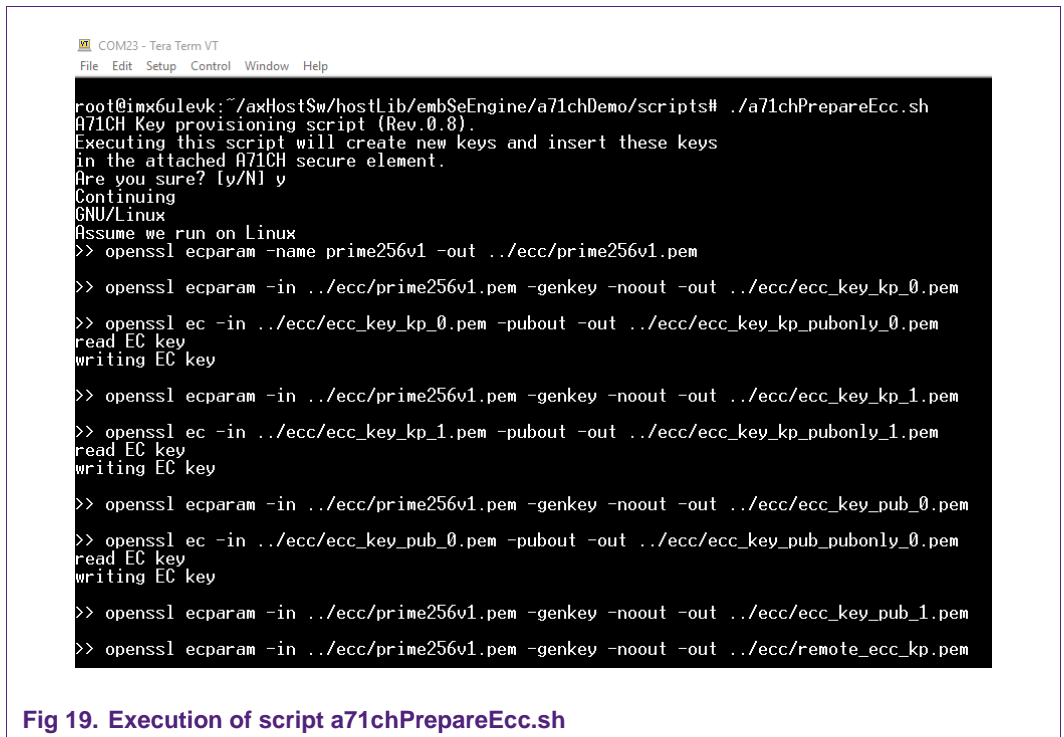 VT COM23 - Tera Term VT
File Edit Setup Control Window Help
root@imx6ulevk:~/axHostSw/hostLib/embSeEngine/a71chDemo/scripts# ./a71chPrepareEcc.sh
A71CH Key provisioning script (Rev.0.8).
Executing this script will create new keys and insert these keys
in the attached A71CH secure element.
Are you sure? [y/N] y
Continuing
GNU/Linux
Assume we run on Linux
>> openssl ecparam -name prime256v1 -out ../ecc/prime256v1.pem
>> openssl ecparam -in ../ecc/prime256v1.pem -genkey -noout -out ../ecc/ecc_key_kp_0.pem
>> openssl ec -in ../ecc/ecc_key_kp_0.pem -pubout -out ../ecc/ecc_key_kp_pubonly_0.pem
read EC key
writing EC key
>> openssl ecparam -in ../ecc/prime256v1.pem -genkey -noout -out ../ecc/ecc_key_kp_1.pem
>> openssl ec -in ../ecc/ecc_key_kp_1.pem -pubout -out ../ecc/ecc_key_kp_pubonly_1.pem
read EC key
writing EC key
>> openssl ecparam -in ../ecc/prime256v1.pem -genkey -noout -out ../ecc/ecc_key_pub_0.pem
>> openssl ec -in ../ecc/ecc_key_pub_0.pem -pubout -out ../ecc/ecc_key_pub_pubonly_0.pem
read EC key
writing EC key
>> openssl ecparam -in ../ecc/prime256v1.pem -genkey -noout -out ../ecc/ecc_key_pub_1.pem
>> openssl ecparam -in ../ecc/prime256v1.pem -genkey -noout -out ../ecc/remote_ecc_kp.pem
Fig 19. Execution of script a71chPrepareEcc.sh